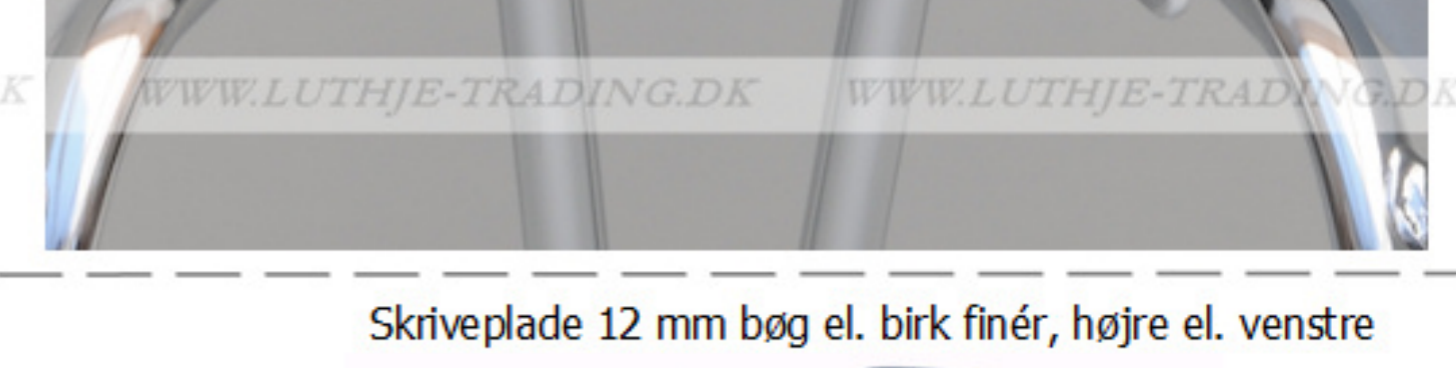 K WWW.LUTHJE-TRADING.DK WWW.LUTHJE-TRADING.DK
Skriveplade 12 mm bøg el. birk finér, højre el. venstre